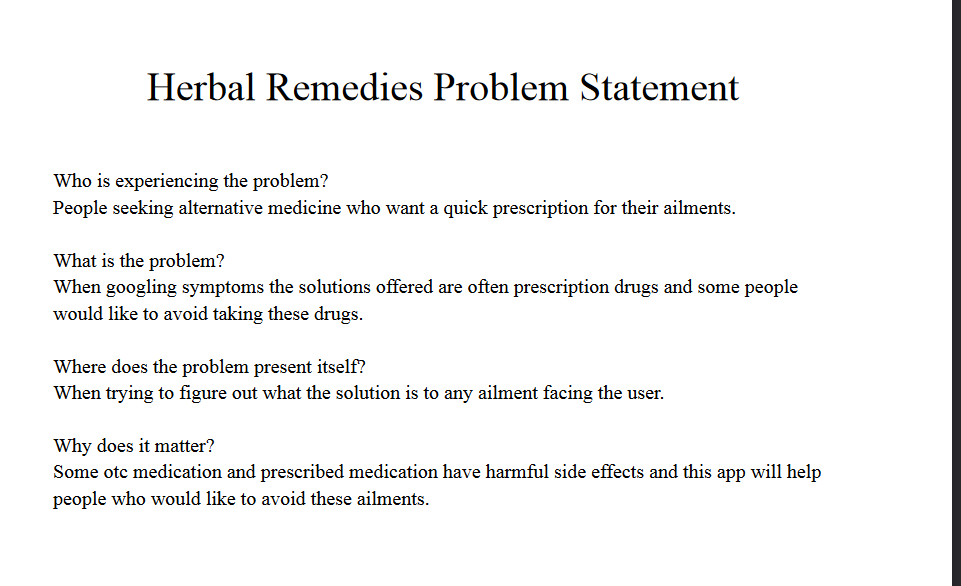 Herbal Remedies Problem Statement
Who is experiencing the problem?
People seeking alternative medicine who want a quick prescription for their ailments.
What is the problem?
When googling symptoms the solutions offered are often prescription drugs and some people
would like to avoid taking these drugs.
Where does the problem present itself?
When trying to figure out what the solution is to any ailment facing the user.
Why does it matter?
Some otc medication and prescribed medication have harmful side effects and this app will help
people who would like to avoid these ailments.